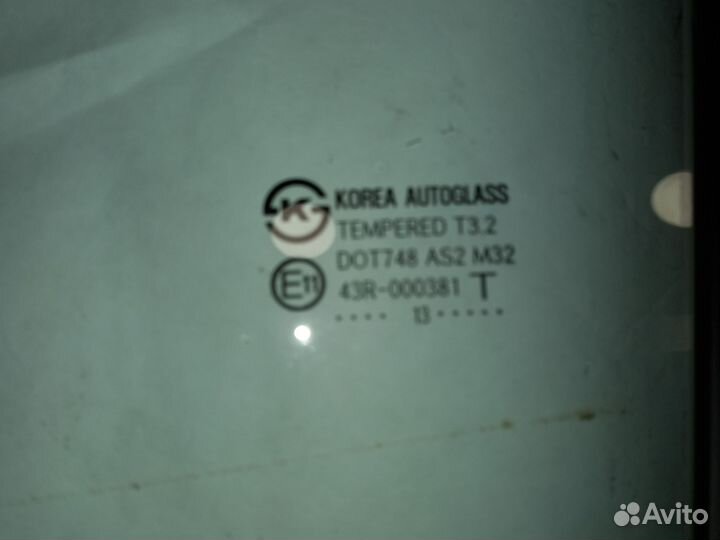 K KOREA AUTOGLASS
TEMPERED T3.2
DOT748 AS2 M32
E11 43R-000381 T
•••• 13 •••••
Avito